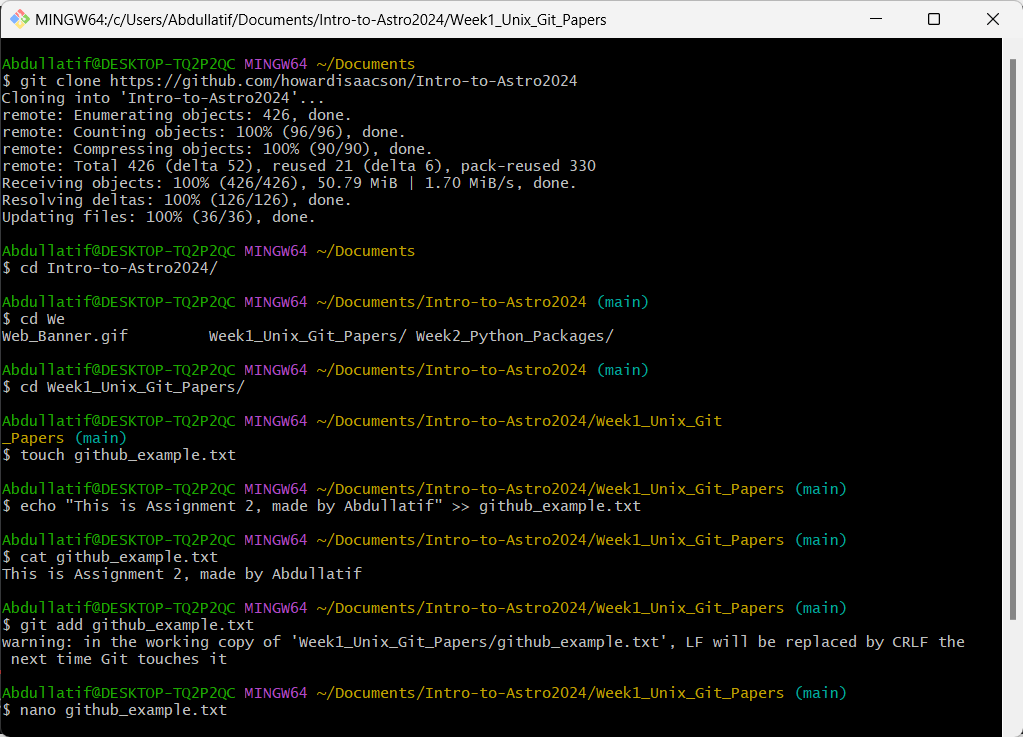 MINGW64:/c/Users/Abdullatif/Documents/Intro-to-Astro2024/Week1_Unix_Git_Papers
Abdullatif@DESKTOP-TQ2P2QC MINGW64 ~/Documents
$ git clone https://github.com/howardisaacson/Intro-to-Astro2024
Cloning into 'Intro-to-Astro2024'...
remote: Enumerating objects: 426, done.
remote: Counting objects: 100% (96/96), done.
remote: Compressing objects: 100% (90/90), done.
remote: Total 426 (delta 52), reused 21 (delta 6), pack-reused 330
Receiving objects: 100% (426/426), 50.79 MiB | 1.70 MiB/s, done.
Resolving deltas: 100% (126/126), done.
Updating files: 100% (36/36), done.
Abdullatif@DESKTOP-TQ2P2QC MINGW64 ~/Documents
$ cd Intro-to-Astro2024/
Abdullatif@DESKTOP-TQ2P2QC MINGW64 ~/Documents/Intro-to-Astro2024 (main)
$ cd We
Web_Banner.gif         Week1_Unix_Git_Papers/ Week2_Python_Packages/
Abdullatif@DESKTOP-TQ2P2QC MINGW64 ~/Documents/Intro-to-Astro2024 (main)
$ cd Week1_Unix_Git_Papers/
Abdullatif@DESKTOP-TQ2P2QC MINGW64 ~/Documents/Intro-to-Astro2024/Week1_Unix_Git
_Papers (main)
$ touch github_example.txt
Abdullatif@DESKTOP-TQ2P2QC MINGW64 ~/Documents/Intro-to-Astro2024/Week1_Unix_Git_Papers (main)
$ echo "This is Assignment 2, made by Abdullatif" >> github_example.txt
Abdullatif@DESKTOP-TQ2P2QC MINGW64 ~/Documents/Intro-to-Astro2024/Week1_Unix_Git_Papers (main)
$ cat github_example.txt
This is Assignment 2, made by Abdullatif
Abdullatif@DESKTOP-TQ2P2QC MINGW64 ~/Documents/Intro-to-Astro2024/Week1_Unix_Git_Papers (main)
$ git add github_example.txt
warning: in the working copy of 'Week1_Unix_Git_Papers/github_example.txt', LF will be replaced by CRLF the
 next time Git touches it
Abdullatif@DESKTOP-TQ2P2QC MINGW64 ~/Documents/Intro-to-Astro2024/Week1_Unix_Git_Papers (main)
$ nano github_example.txt